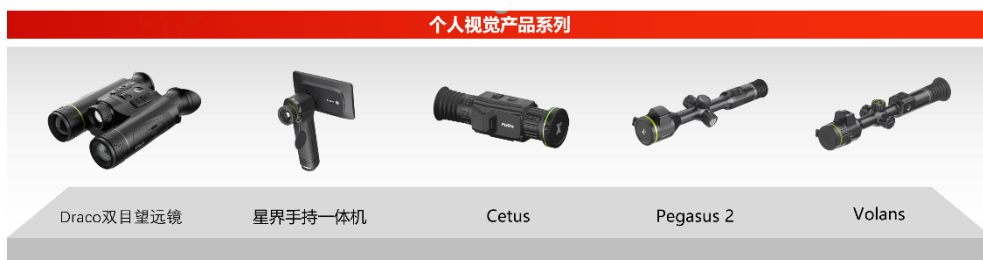 个人视觉产品系列
Draco双目望远镜
星界手持一体机
Cetus
Pegasus 2
Volans